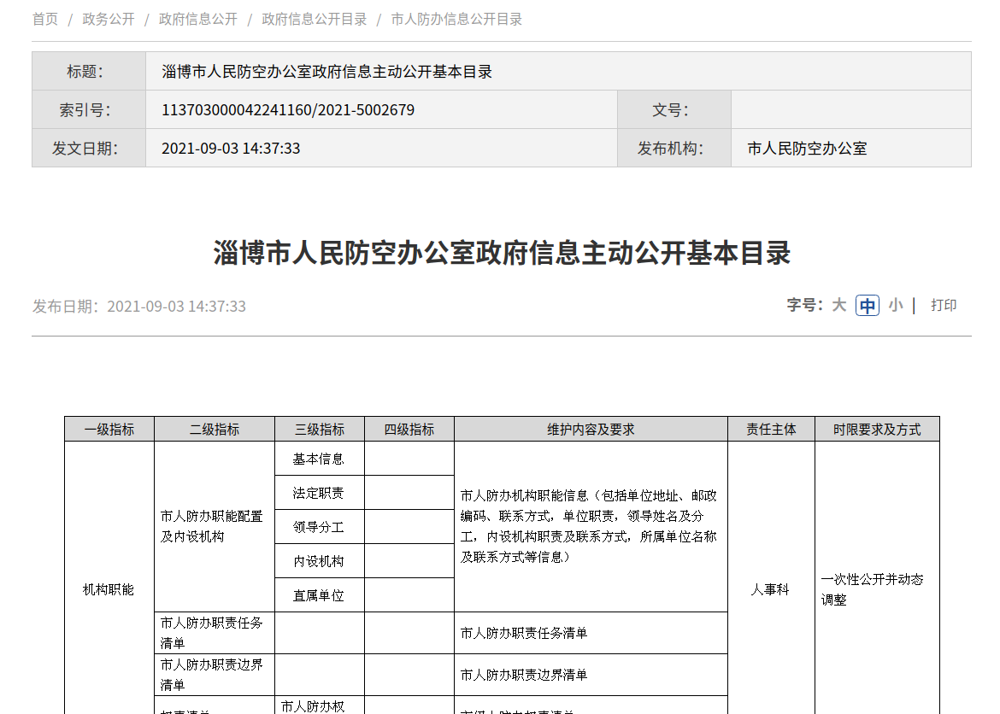 首页 / 政务公开 / 政府信息公开 / 政府信息公开目录 / 市人防办信息公开目录
标题： 淄博市人民防空办公室政府信息主动公开基本目录
索引号： 113703000042241160/2021-5002679 文号：
发文日期： 2021-09-03 14:37:33 发布机构： 市人民防空办公室
淄博市人民防空办公室政府信息主动公开基本目录
发布日期：2021-09-03 14:37:33 字号：大 中 小 | 打印
一级指标 二级指标 三级指标 四级指标 维护内容及要求 责任主体 时限要求及方式
机构职能
市人防办职能配置
及内设机构
基本信息
法定职责
领导分工
内设机构
直属单位
市人防办机构职能信息（包括单位地址、邮政
编码、联系方式，单位职责，领导姓名及分
工，内设机构职责及联系方式，所属单位名称
及联系方式等信息）
人事科
一次性公开并动态
调整
市人防办职责任务
清单
市人防办职责任务清单
市人防办职责边界
清单
市人防办职责边界清单
市人防办权